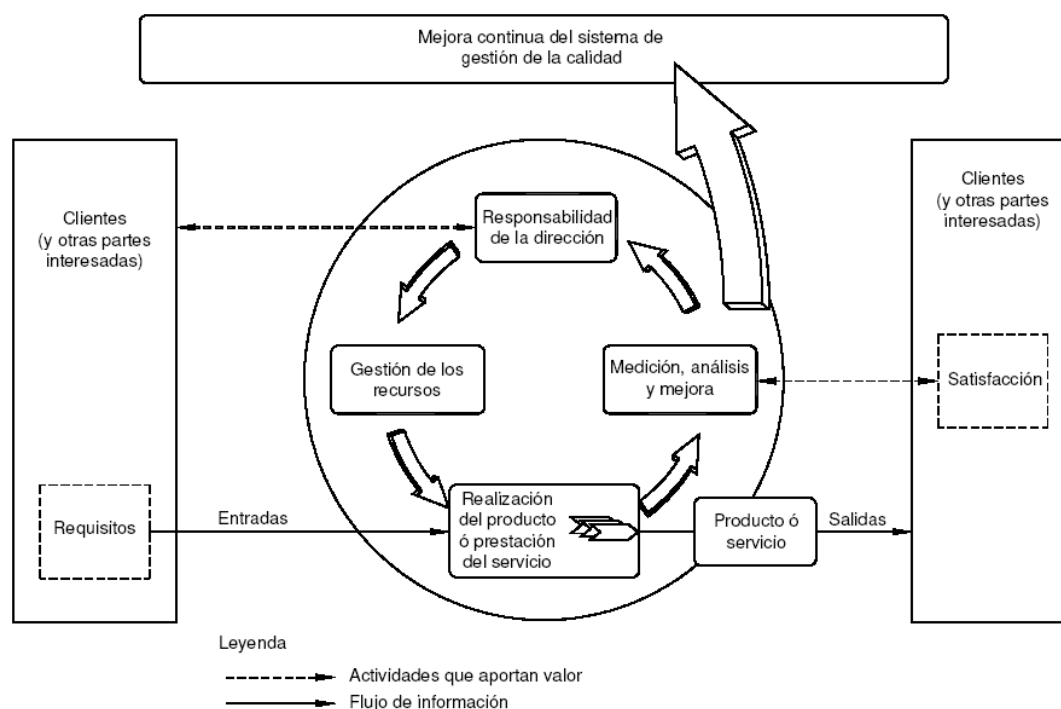 Mejora continua del sistema de
gestión de la calidad
Clientes
(y otras partes
interesadas)
Responsabilidad
de la dirección
Clientes
(y otras partes
interesadas)
Gestión de los
recursos
Medición, análisis
y mejora
Satisfacción
Requisitos
Entradas
Realización
del producto
ó prestación
del servicio
Producto ó
servicio
Salidas
Leyenda
Actividades que aportan valor
Flujo de información